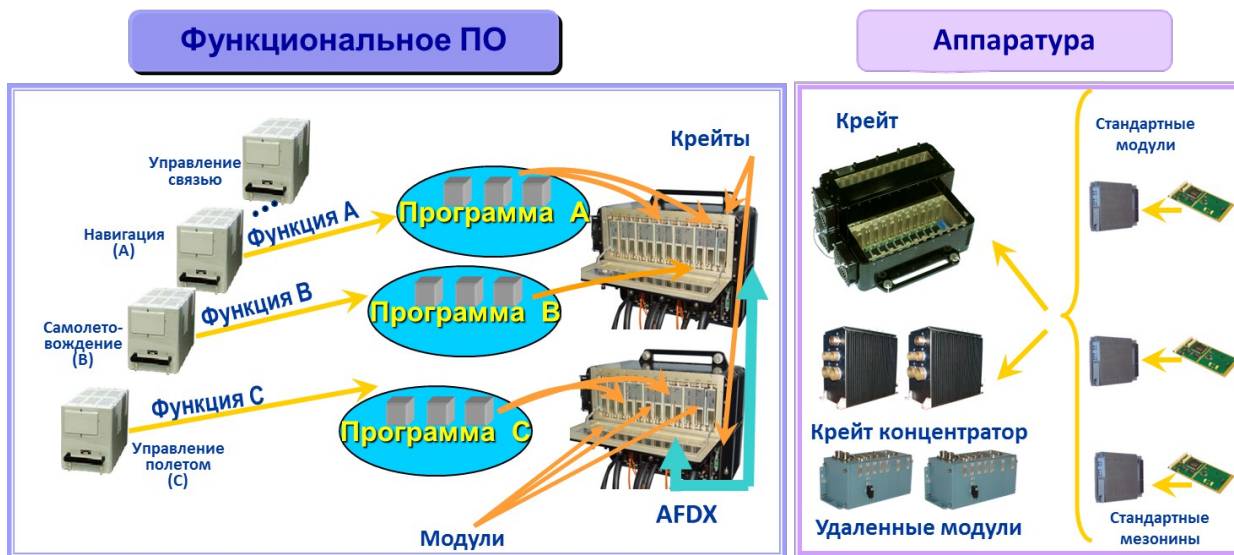 Функциональное ПО
Управление
связью
Навигация
(А)
Самолето-
вождение
(В)
Управление
полетом
(С)
Функция А
Функция В
Функция С
Программа А
Программа В
Программа С
Крейты
Модули
AFDX
Аппаратура
Крейт
Стандартные
модули
Крейт концентратор
Удаленные модули
Стандартные
мезонины